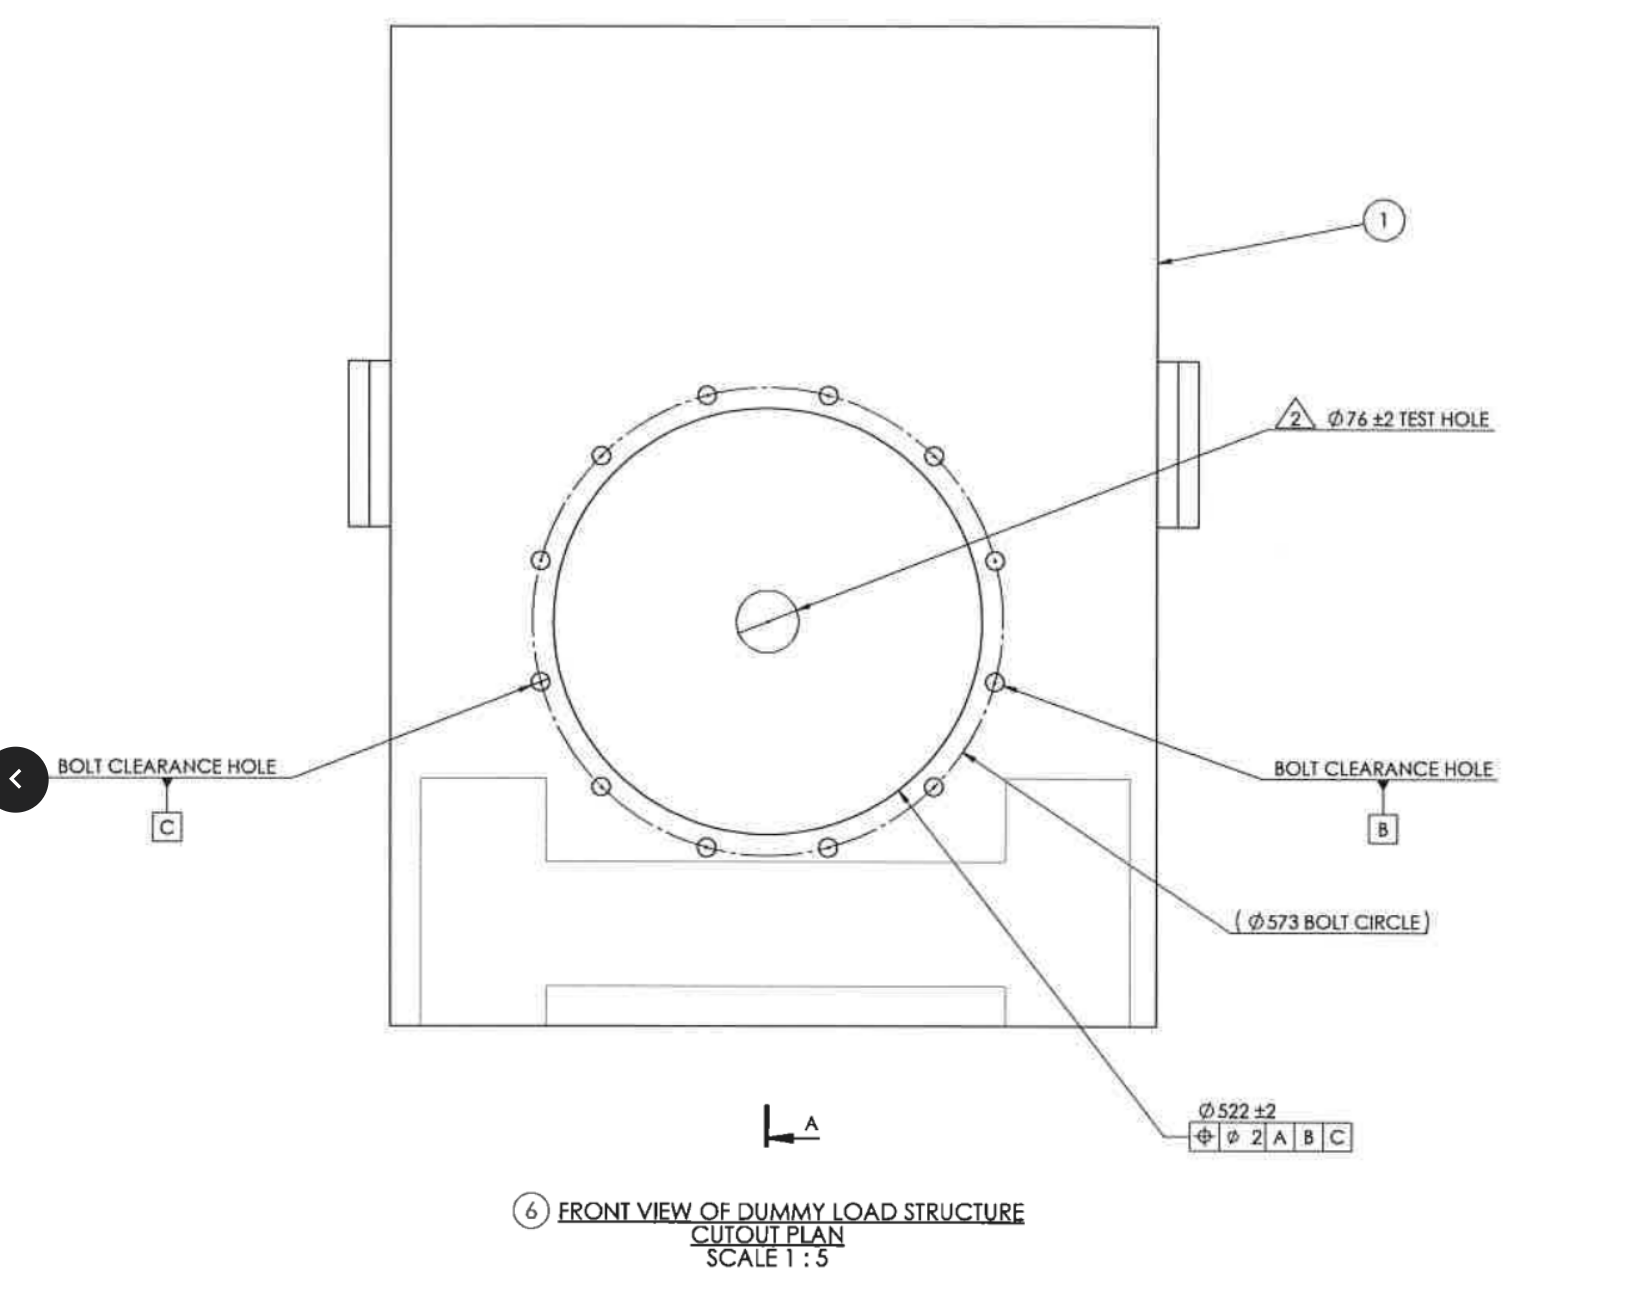 1
2 Ø76 ±2 TEST HOLE
BOLT CLEARANCE HOLE
C
BOLT CLEARANCE HOLE
B
( Ø573 BOLT CIRCLE)
Ø522 ±2
⌖ Ø 2 A B C
A
6 FRONT VIEW OF DUMMY LOAD STRUCTURE
CUTOUT PLAN
SCALE 1 : 5